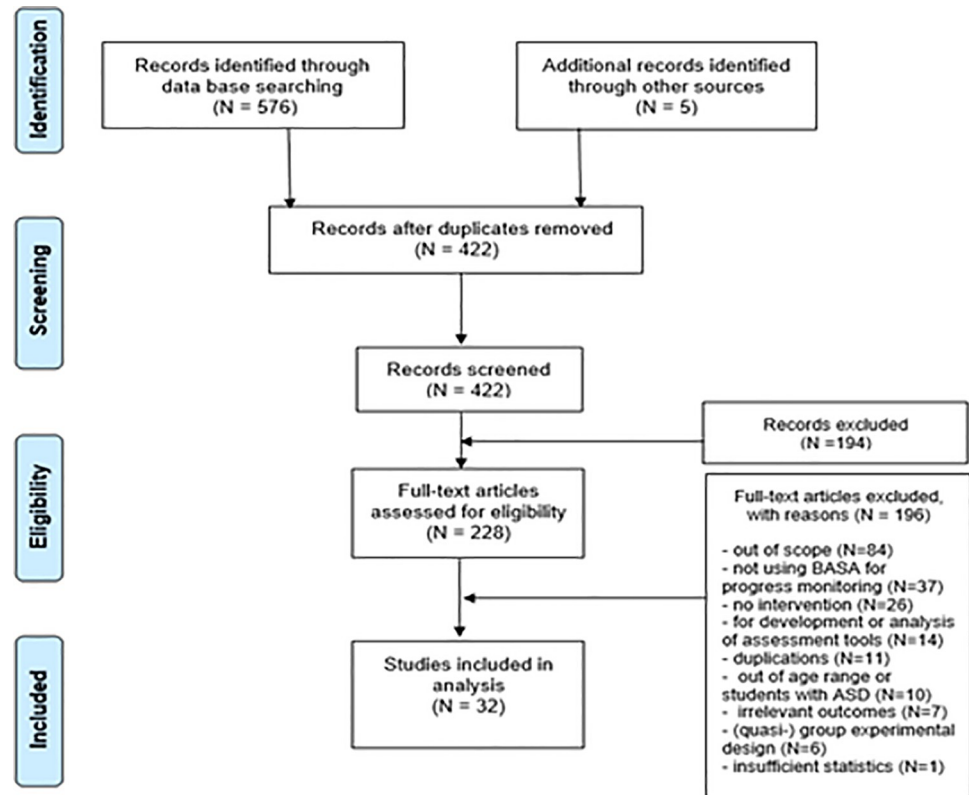 Identification
Records identified through
data base searching
(N = 576)
Additional records identified
through other sources
(N = 5)
Screening
Records after duplicates removed
(N = 422)
Records screened
(N = 422)
Records excluded
(N =194)
Eligibility
Full-text articles
assessed for eligibility
(N = 228)
Full-text articles excluded,
with reasons (N = 196)
- out of scope (N=84)
- not using BASA for
progress monitoring (N=37)
- no intervention (N=26)
- for development or analysis
of assessment tools (N=14)
- duplications (N=11)
- out of age range or
students with ASD (N=10)
- irrelevant outcomes (N=7)
- (quasi-) group experimental
design (N=6)
- insufficient statistics (N=1)
Included
Studies included in
analysis
(N = 32)